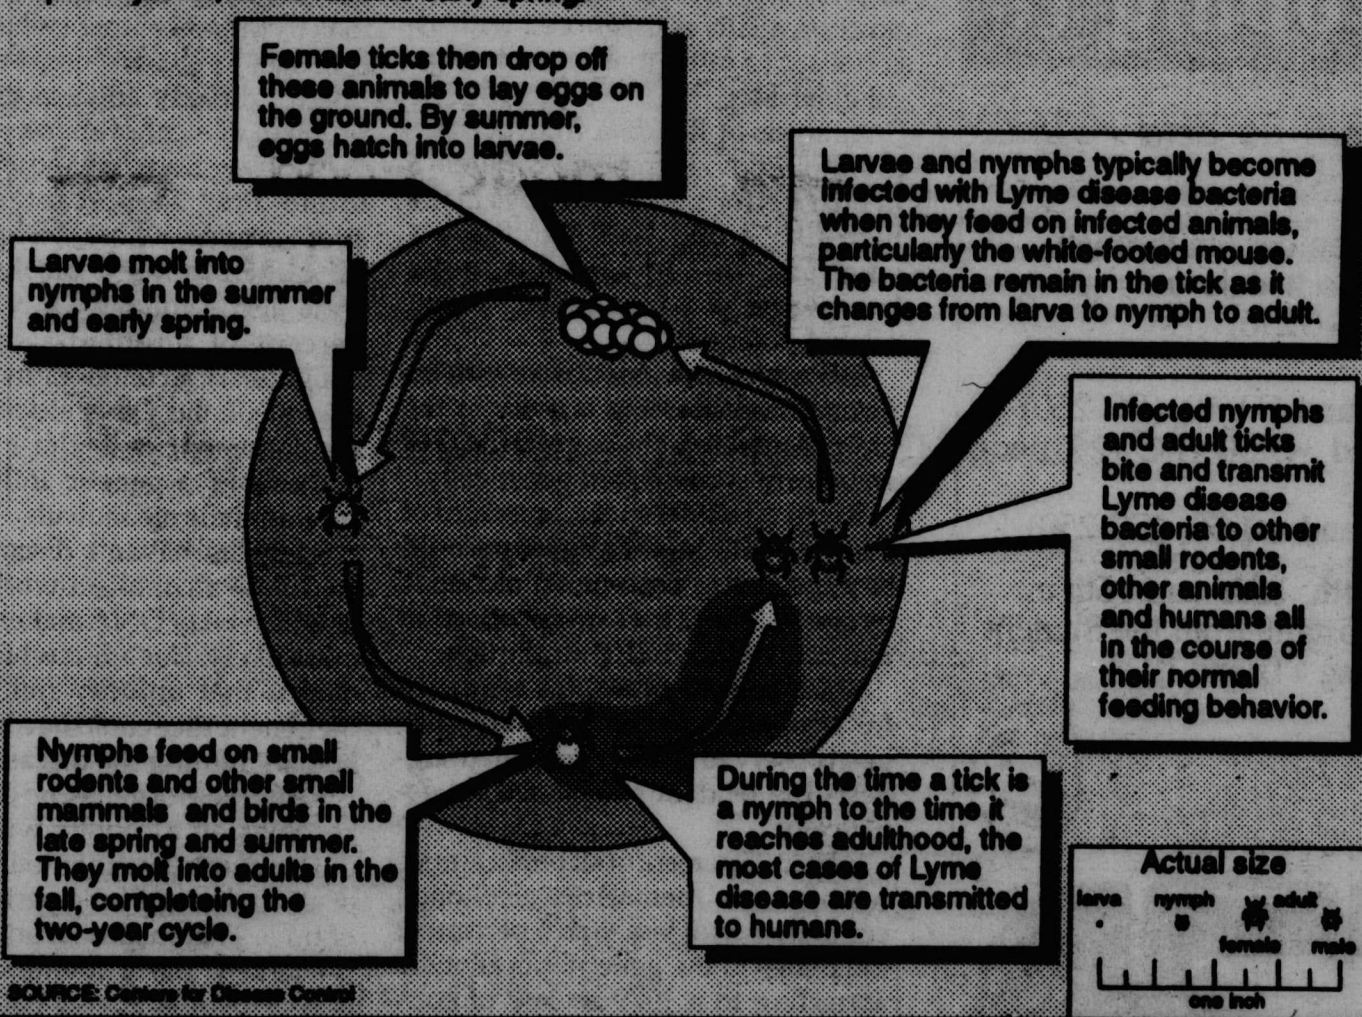 early spring.
Female ticks then drop off
these animals to lay eggs on
the ground. By summer,
eggs hatch into larvae.
Larvae and nymphs typically become
infected with Lyme disease bacteria
when they feed on infected animals,
particularly the white-footed mouse.
The bacteria remain in the tick as it
changes from larva to nymph to adult.
Larvae molt into
nymphs in the summer
and early spring.
Infected nymphs
and adult ticks
bite and transmit
Lyme disease
bacteria to other
small rodents,
other animals
and humans all
in the course of
their normal
feeding behavior.
Nymphs feed on small
rodents and other small
mammals and birds in the
late spring and summer.
They molt into adults in the
fall, completeing the
two-year cycle.
During the time a tick is
a nymph to the time it
reaches adulthood, the
most cases of Lyme
disease are transmitted
to humans.
Actual size
larva nymph adult
female male
one inch
SOURCE: Centers for Disease Control